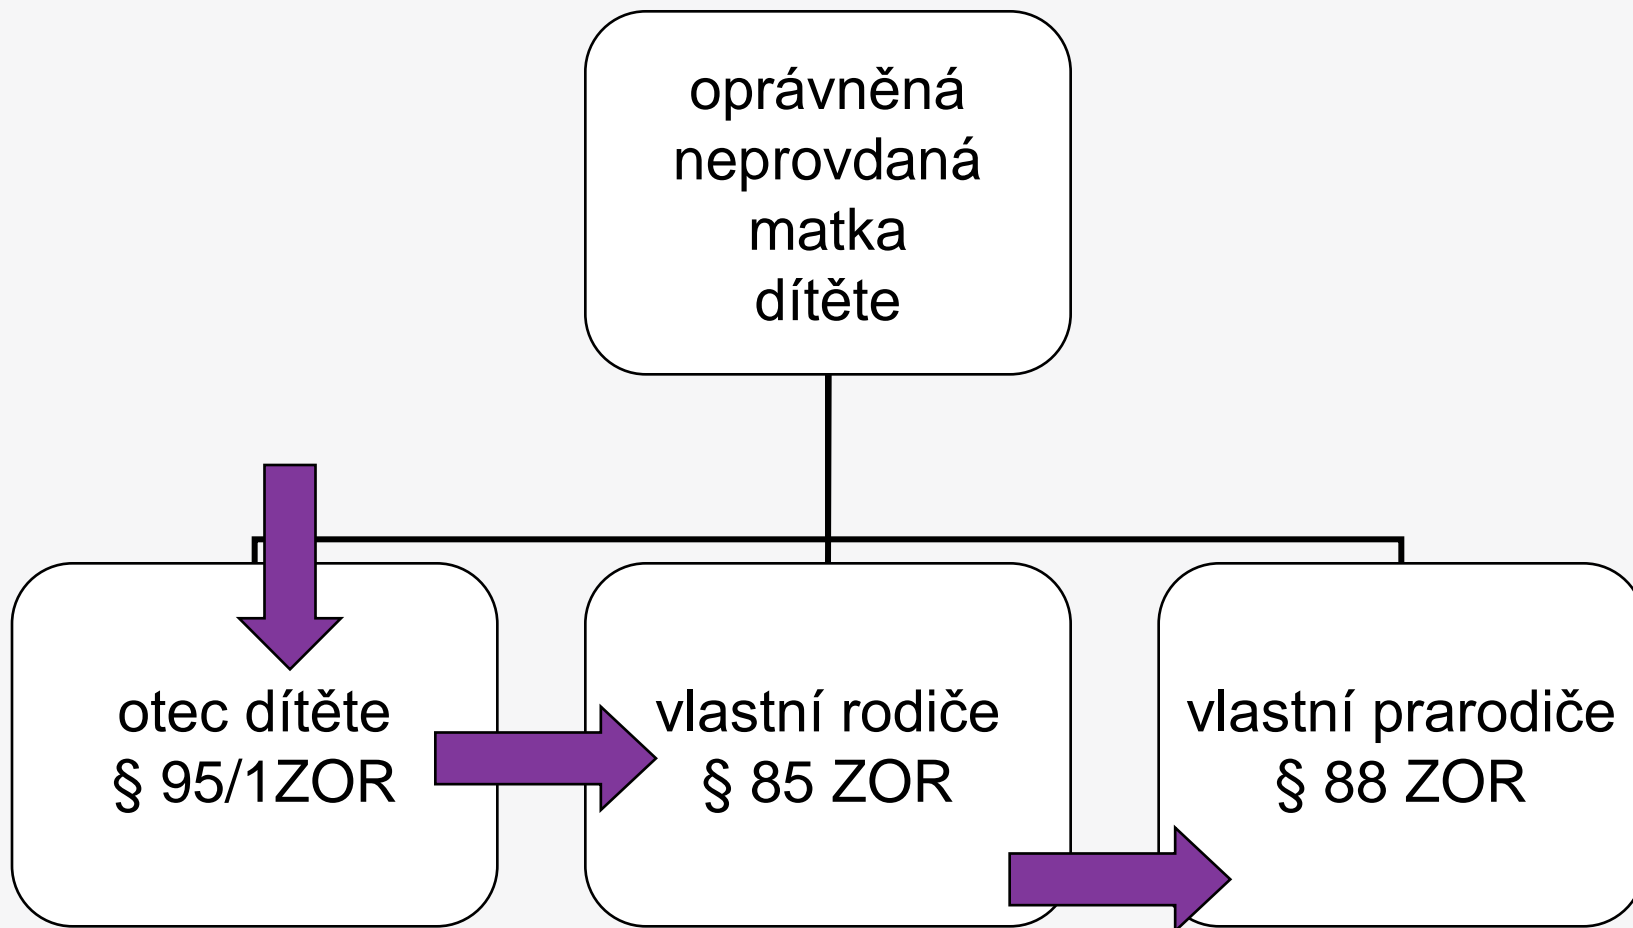 oprávněná
neprovdaná
matka
dítěte
otec dítěte
§ 95/1ZOR
vlastní rodiče
§ 85 ZOR
vlastní prarodiče
§ 88 ZOR